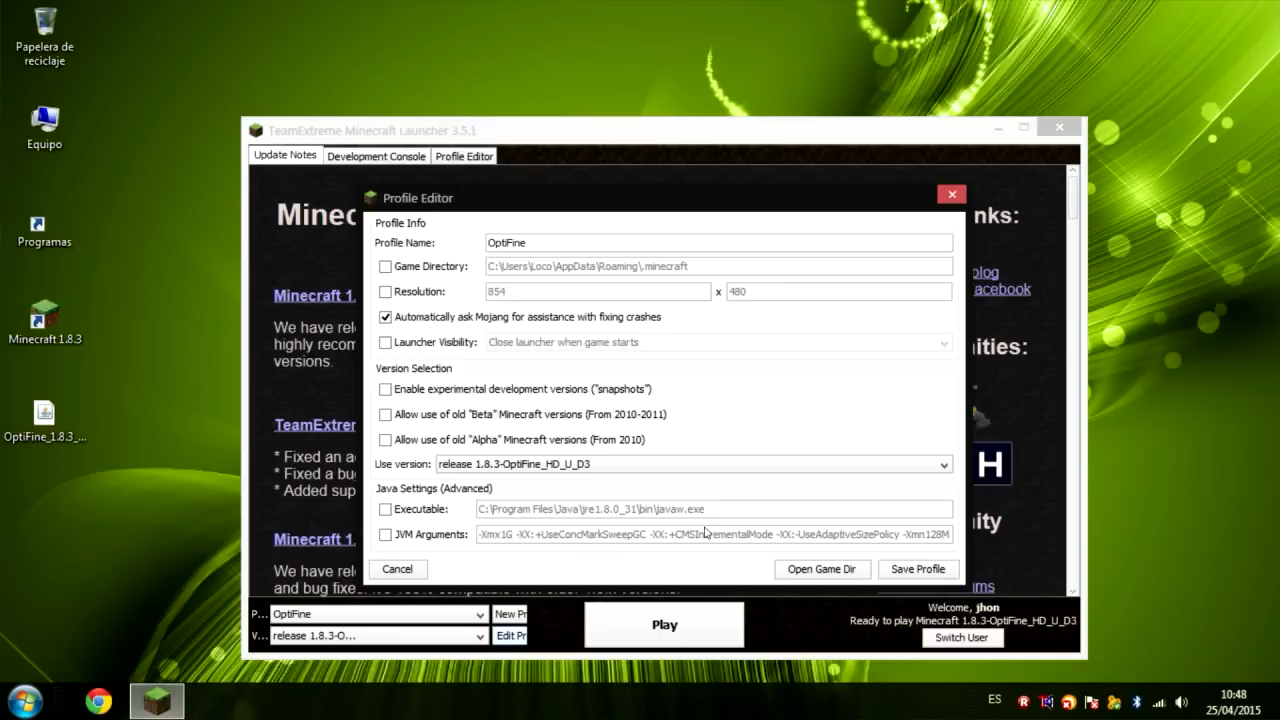 Papelera de
reciclaje
Equipo
Programas
Minecraft 1.8.3
OptiFine_1.8.3_...
TeamExtreme Minecraft Launcher 3.5.1
Update Notes
Development Console
Profile Editor
Minec
nks:
blog
acebook
Minecraft 1.
We have rel
highly recom
versions.
ities:
TeamExtrem
* Fixed an a
* Fixed a bu
* Added sup
H
nity
Minecraft 1.
We have rel
Profile Editor
Profile Info
Profile Name: OptiFine
Game Directory: C:\Users\Loco\AppData\Roaming\.minecraft
Resolution: 854 x 480
Automatically ask Mojang for assistance with fixing crashes
Launcher Visibility: Close launcher when game starts
Version Selection
Enable experimental development versions ("snapshots")
Allow use of old "Beta" Minecraft versions (From 2010-2011)
Allow use of old "Alpha" Minecraft versions (From 2010)
Use version: release 1.8.3-OptiFine_HD_U_D3
Java Settings (Advanced)
Executable: C:\Program Files\Java\jre1.8.0_31\bin\javaw.exe
JVM Arguments: -Xmx1G -XX:+UseConcMarkSweepGC -XX:+CMSIncrementalMode -XX:-UseAdaptiveSizePolicy -Xmn128M
Cancel
Open Game Dir
Save Profile
P... OptiFine
New Pr
V... release 1.8.3-O...
Edit Pr
Play
Welcome, jhon
Ready to play Minecraft 1.8.3-OptiFine_HD_U_D3
Switch User
ES
10:48
25/04/2015